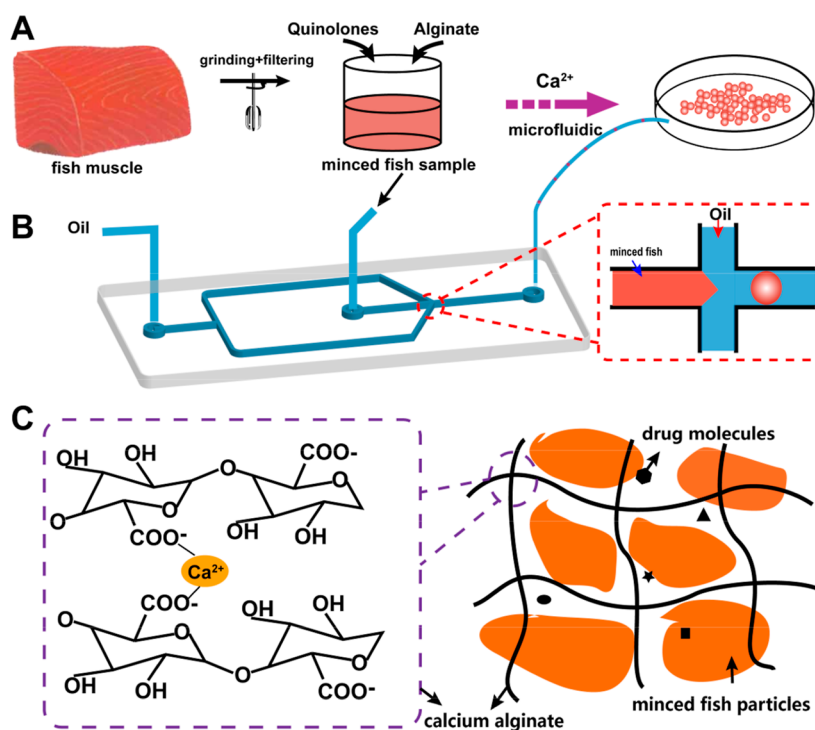 A
Quinolones
Alginate
grinding+filtering
Ca²⁺
microfluidic
fish muscle
minced fish sample
B
Oil
Oil
minced fish
C
OH
OH
COO-
O
O
O
O
COO-
OH
OH
Ca²⁺
COO-
OH
OH
O
O
O
O
OH
OH
COO-
drug molecules
calcium alginate
minced fish particles